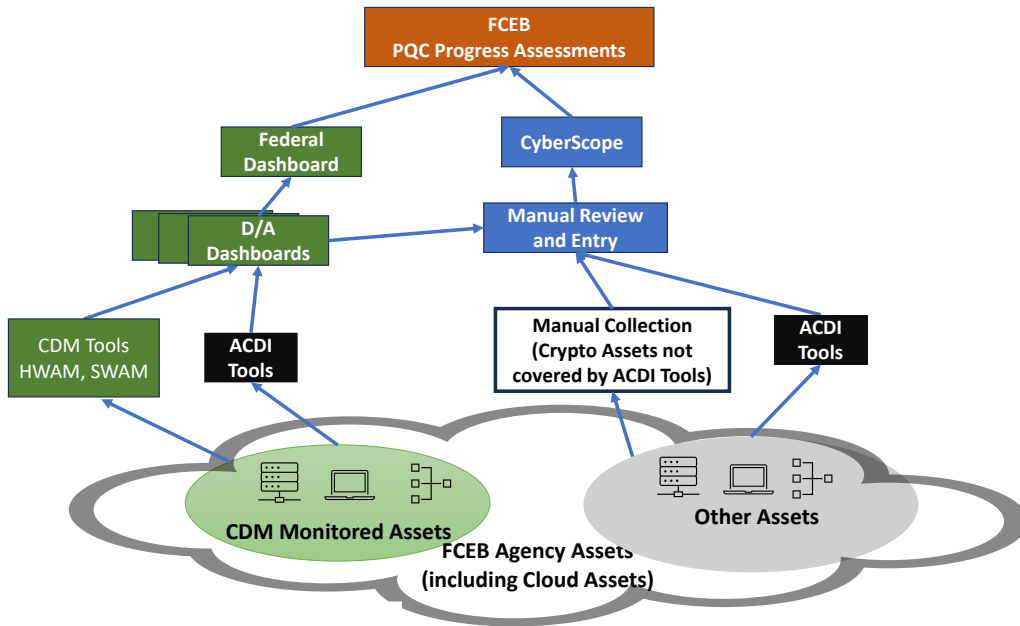 FCEB
PQC Progress Assessments
Federal
Dashboard
CyberScope
D/A
Dashboards
Manual Review
and Entry
CDM Tools
HWAM, SWAM
ACDI
Tools
Manual Collection
(Crypto Assets not
covered by ACDI Tools)
ACDI
Tools
CDM Monitored Assets
Other Assets
FCEB Agency Assets
(including Cloud Assets)